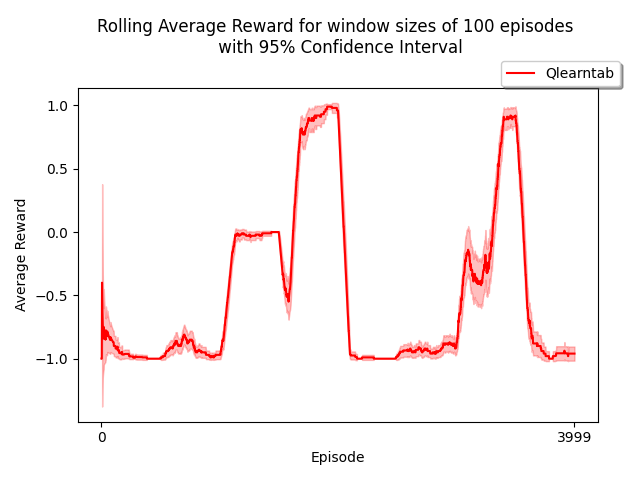 Rolling Average Reward for window sizes of 100 episodes
with 95% Confidence Interval
Qlearntab
1.0
0.5
0.0
−0.5
−1.0
Average Reward
0
3999
Episode